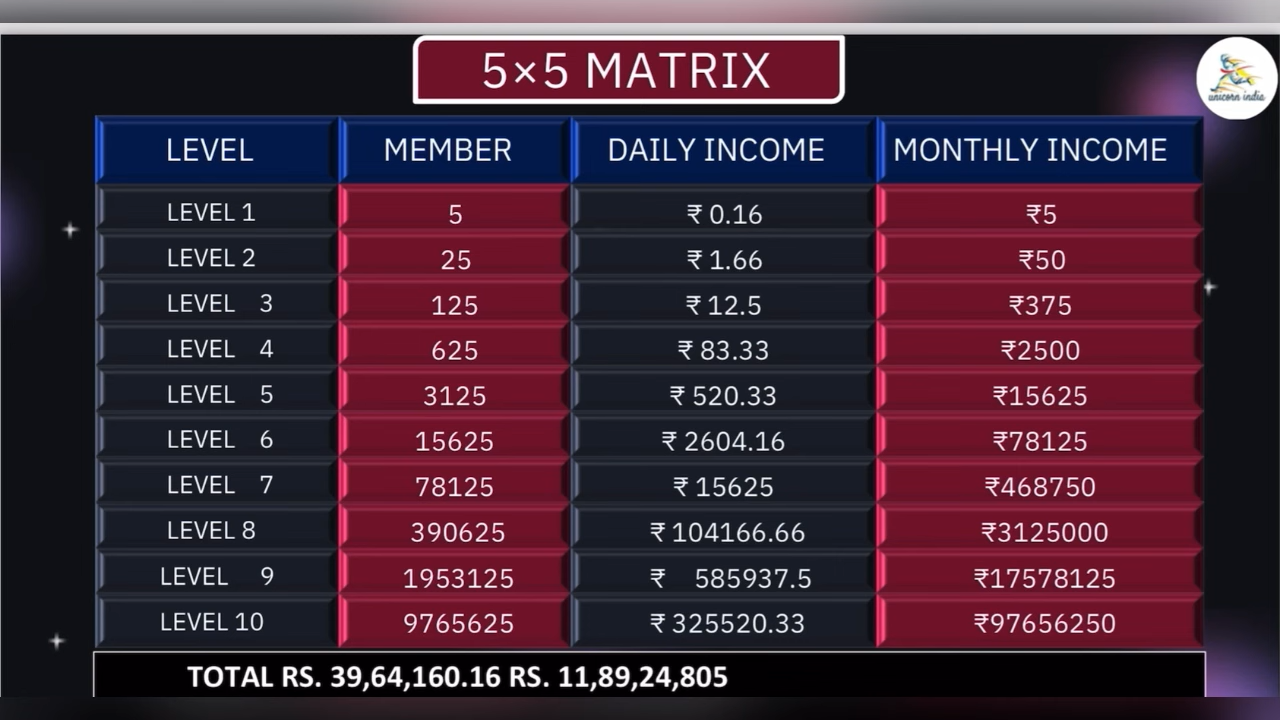 5×5 MATRIX
unicorn india
LEVEL MEMBER DAILY INCOME MONTHLY INCOME
LEVEL 1 5 ₹ 0.16 ₹5
LEVEL 2 25 ₹ 1.66 ₹50
LEVEL 3 125 ₹ 12.5 ₹375
LEVEL 4 625 ₹ 83.33 ₹2500
LEVEL 5 3125 ₹ 520.33 ₹15625
LEVEL 6 15625 ₹ 2604.16 ₹78125
LEVEL 7 78125 ₹ 15625 ₹468750
LEVEL 8 390625 ₹ 104166.66 ₹3125000
LEVEL 9 1953125 ₹ 585937.5 ₹17578125
LEVEL 10 9765625 ₹ 325520.33 ₹97656250
TOTAL RS. 39,64,160.16 RS. 11,89,24,805